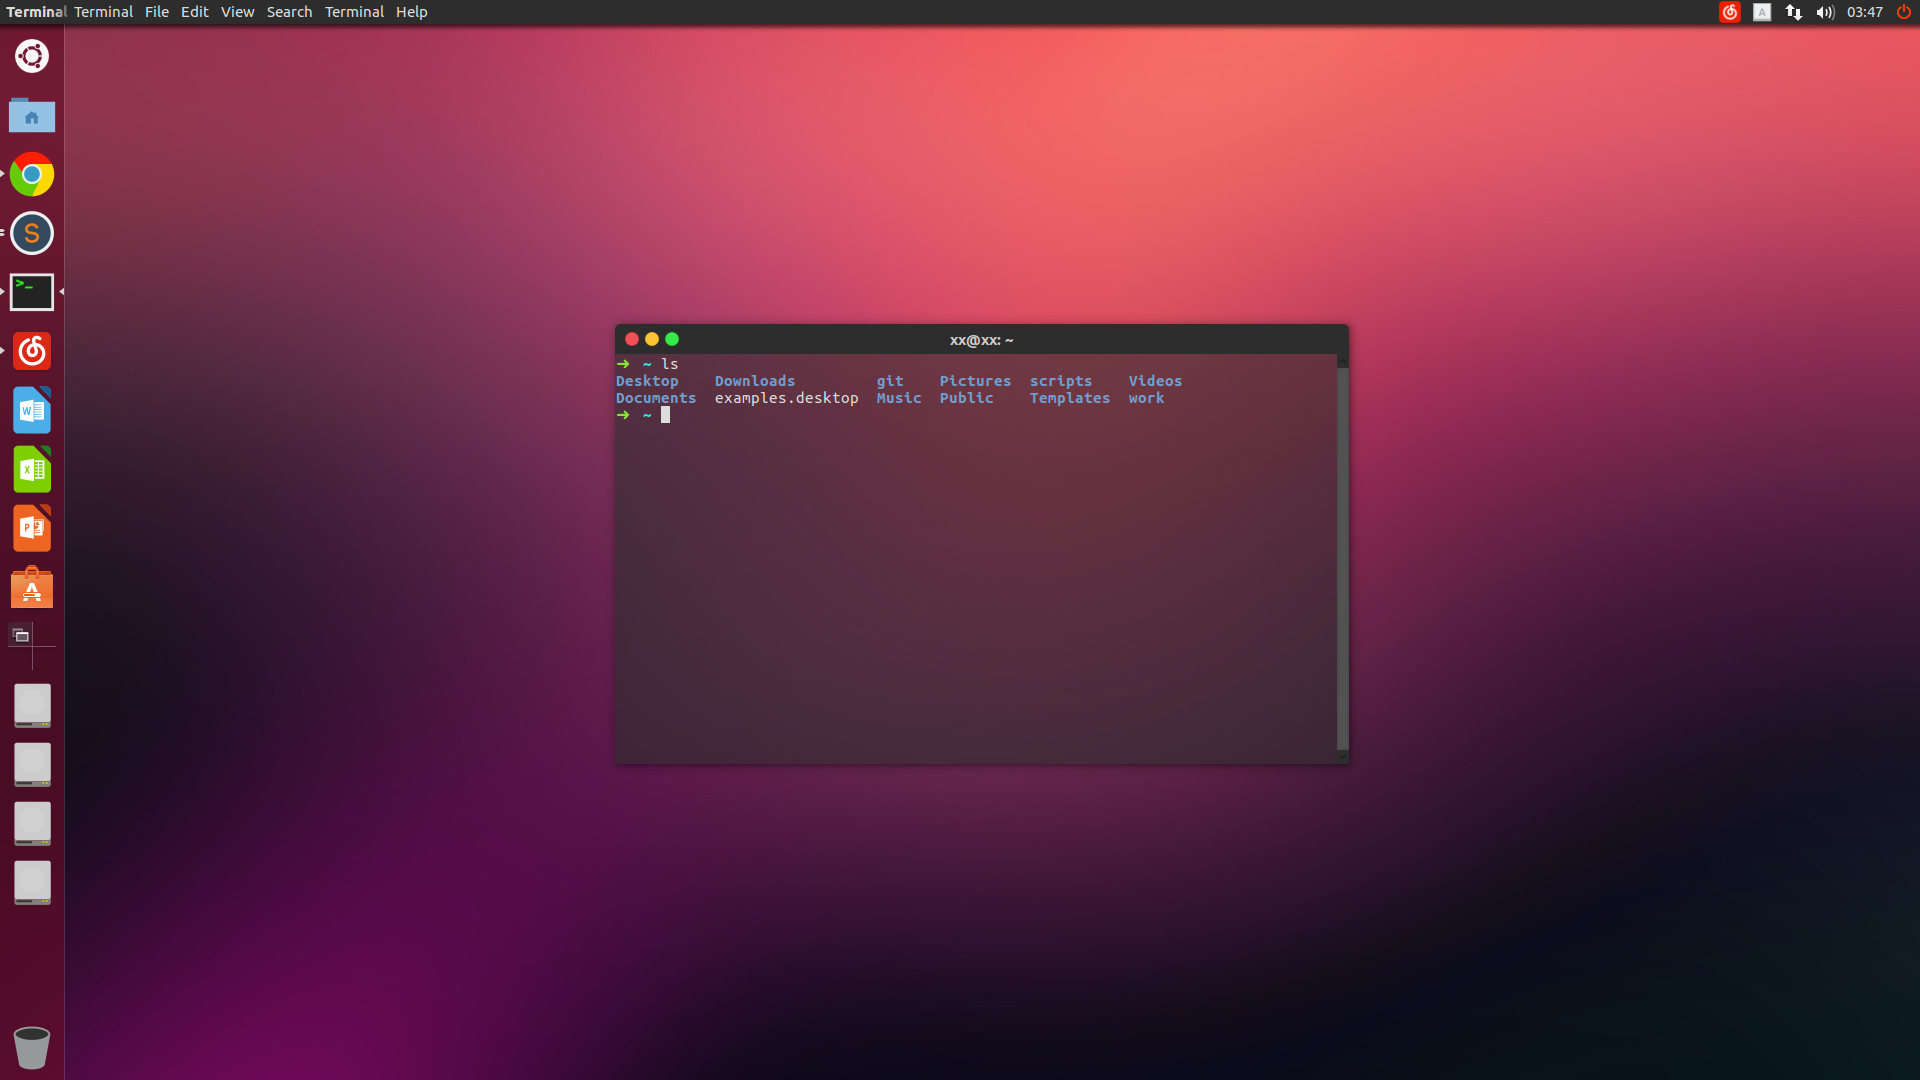 Terminal Terminal File Edit View Search Terminal Help
A 03:47
S
>_
W
X
P
A
xx@xx: ~
➜ ~ ls
Desktop Downloads git Pictures scripts Videos
Documents examples.desktop Music Public Templates work
➜ ~